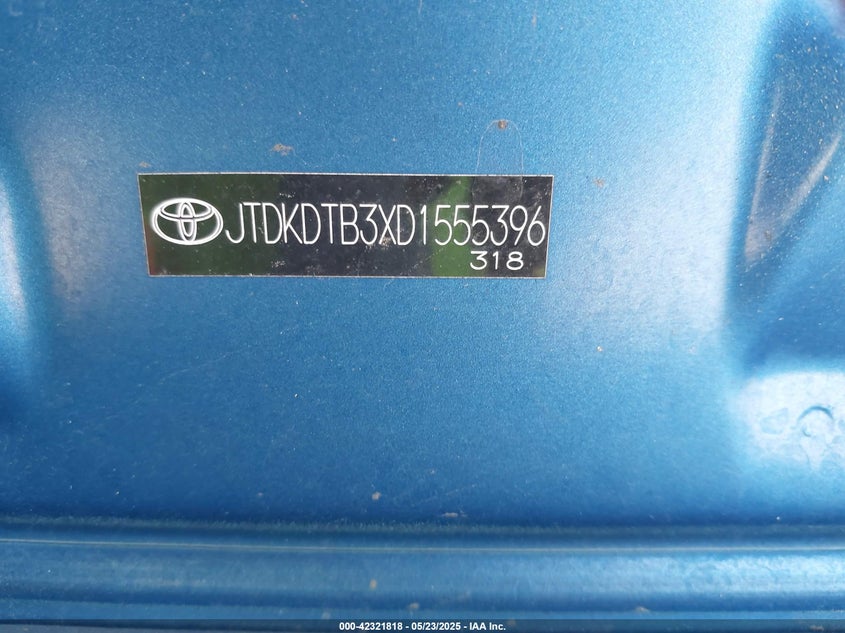 JTDKDTB3XD1555396
318
000-42321818 - 05/23/2025 - IAA Inc.